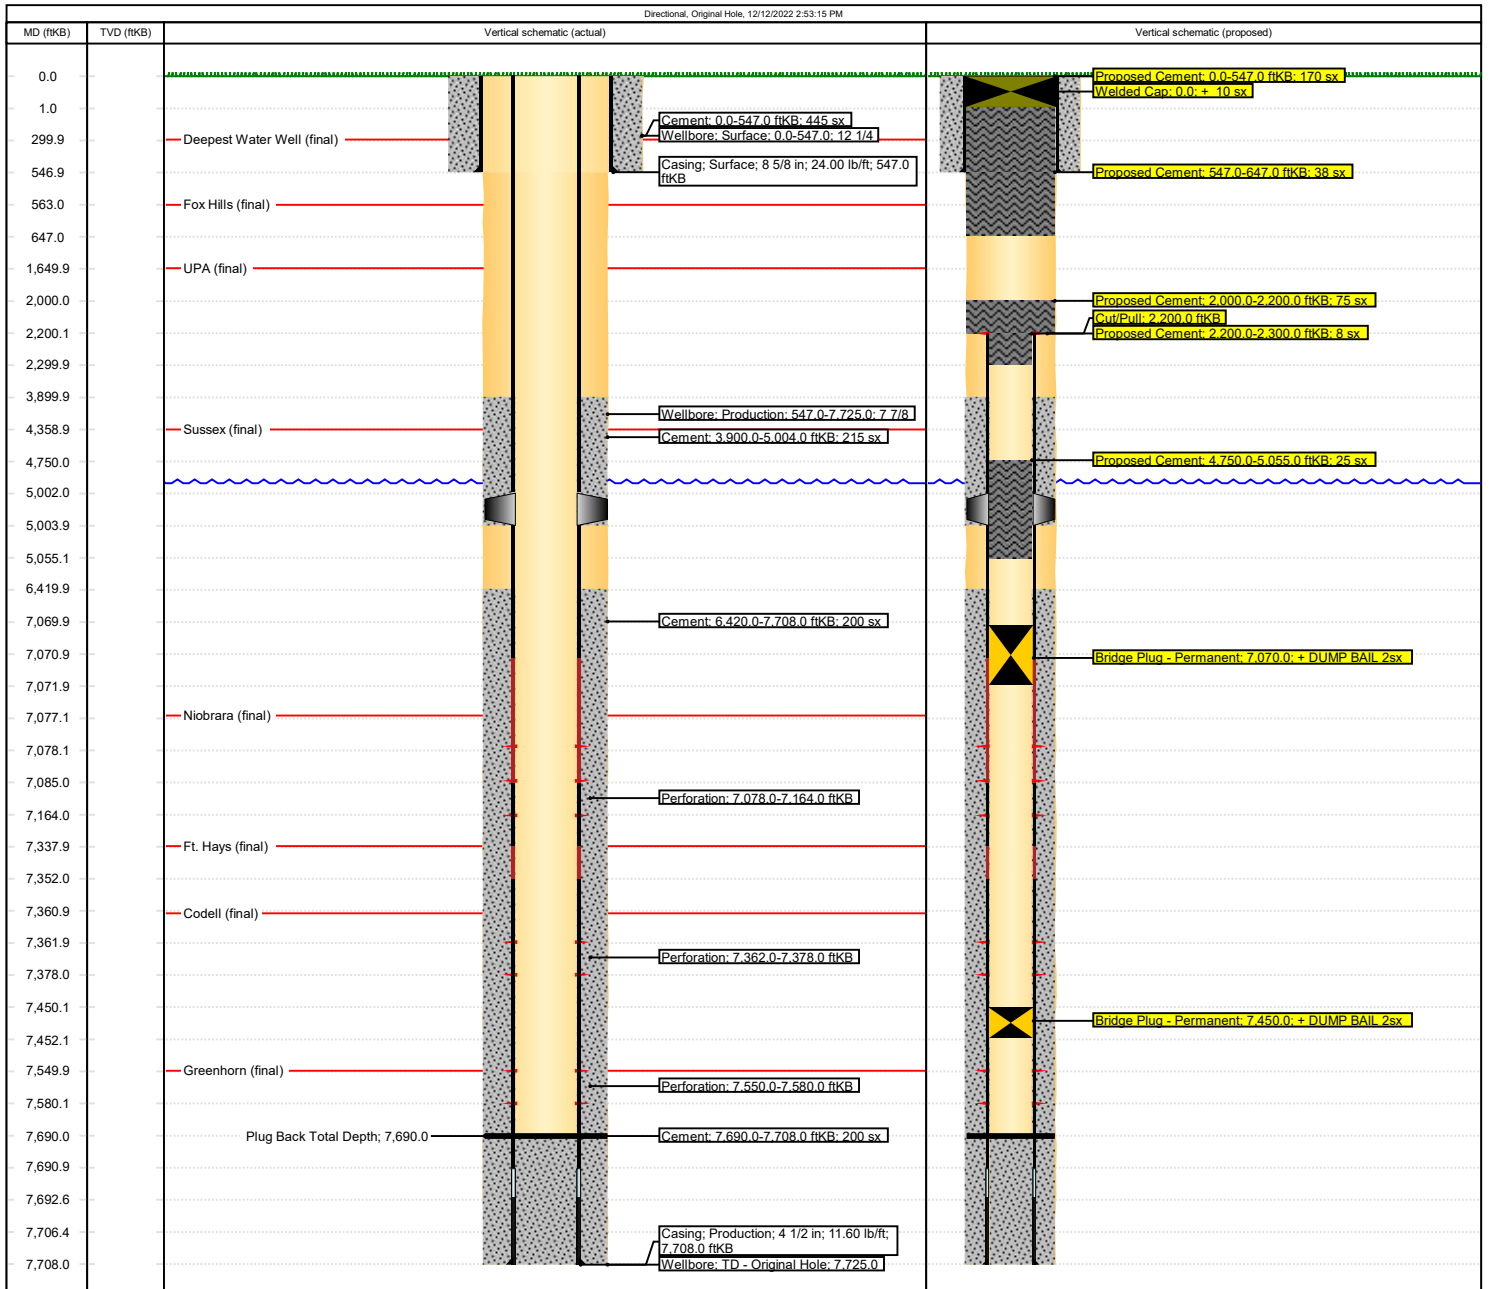 Directional, Original Hole, 12/12/2022 2:53:15 PM
MD (ftKB)
TVD (ftKB)
Vertical schematic (actual)
Vertical schematic (proposed)
0.0
1.0
299.9
546.9
563.0
647.0
1,649.9
2,000.0
2,200.1
2,299.9
3,899.9
4,358.9
4,750.0
5,002.0
5,003.9
5,055.1
6,419.9
7,069.9
7,070.9
7,071.9
7,077.1
7,078.1
7,085.0
7,164.0
7,337.9
7,352.0
7,360.9
7,361.9
7,378.0
7,450.1
7,452.1
7,549.9
7,580.1
7,690.0
7,690.9
7,692.6
7,706.4
7,708.0
Deepest Water Well (final)
Fox Hills (final)
UPA (final)
Sussex (final)
Niobrara (final)
Ft. Hays (final)
Codell (final)
Greenhorn (final)
Plug Back Total Depth; 7,690.0
Cement; 0.0-547.0 ftKB; 445 sx
Wellbore; Surface; 0.0-547.0; 12 1/4
Casing; Surface; 8 5/8 in; 24.00 lb/ft; 547.0
ftKB
Wellbore; Production; 547.0-7,725.0; 7 7/8
Cement; 3,900.0-5,004.0 ftKB; 215 sx
Cement; 6,420.0-7,708.0 ftKB; 200 sx
Perforation; 7,078.0-7,164.0 ftKB
Perforation; 7,362.0-7,378.0 ftKB
Perforation; 7,550.0-7,580.0 ftKB
Cement; 7,690.0-7,708.0 ftKB; 200 sx
Casing; Production; 4 1/2 in; 11.60 lb/ft;
7,708.0 ftKB
Wellbore; TD - Original Hole; 7,725.0
Proposed Cement; 0.0-547.0 ftKB; 170 sx
Welded Cap; 0.0; + 10 sx
Proposed Cement; 547.0-647.0 ftKB; 38 sx
Proposed Cement; 2,000.0-2,200.0 ftKB; 75 sx
Cut/Pull; 2,200.0 ftKB
Proposed Cement; 2,200.0-2,300.0 ftKB; 8 sx
Proposed Cement; 4,750.0-5,055.0 ftKB; 25 sx
Bridge Plug - Permanent; 7,070.0; + DUMP BAIL 2sx
Bridge Plug - Permanent; 7,450.0; + DUMP BAIL 2sx